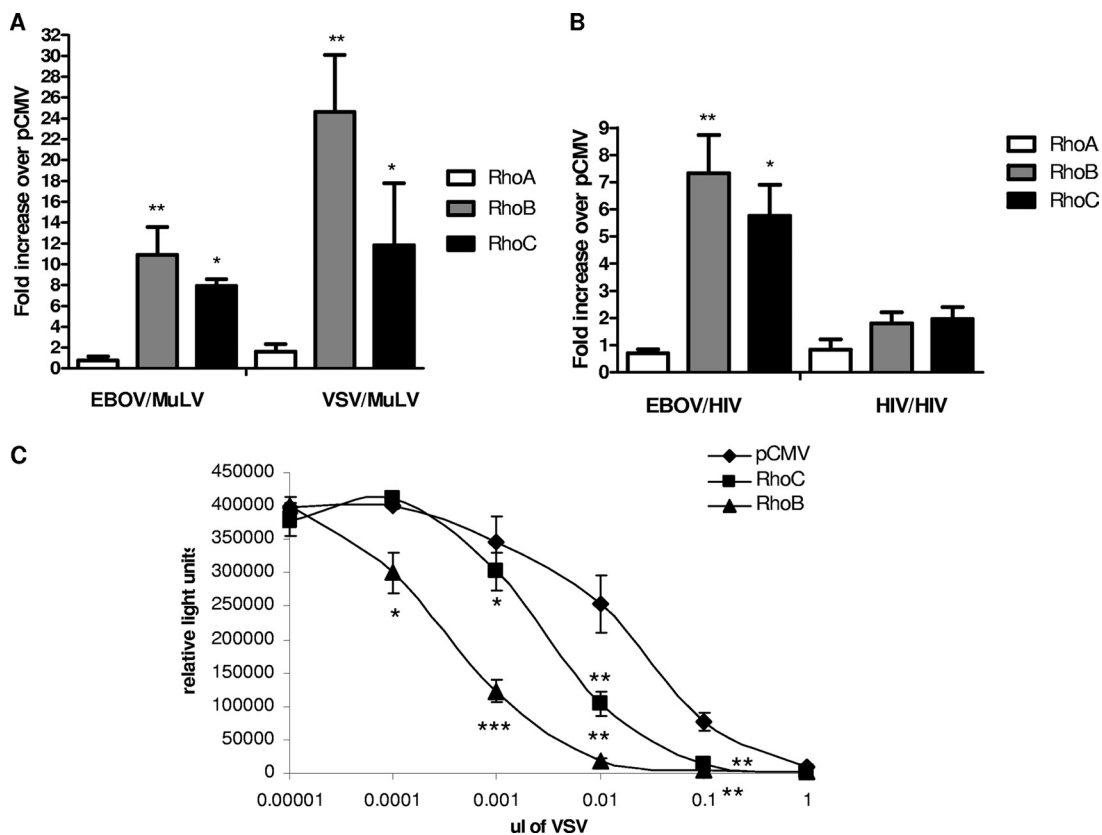 A
Fold increase over pCMV
32
30
28
26
24
22
20
18
16
14
12
10
8
6
4
2
0
**
*
**
*
EBOV/MuLV
VSV/MuLV
RhoA
RhoB
RhoC
B
Fold increase over pCMV
9
8
7
6
5
4
3
2
1
0
**
*
EBOV/HIV
HIV/HIV
RhoA
RhoB
RhoC
C
relative light units
450000
400000
350000
300000
250000
200000
150000
100000
50000
0
pCMV
RhoC
RhoB
*
*
***
**
**
**
**
0.00001
0.0001
0.001
0.01
0.1
1
ul of VSV